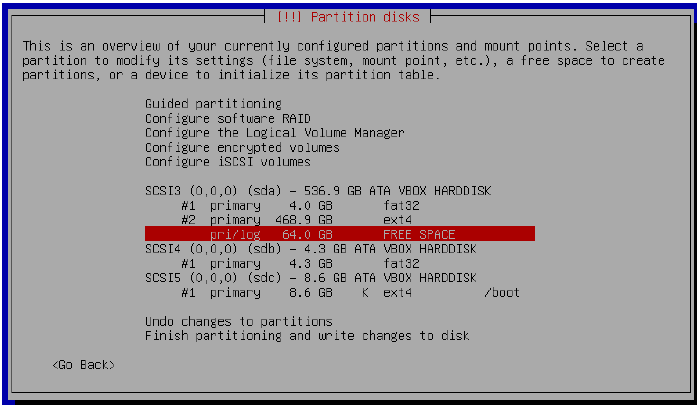 [!!] Partition disks
This is an overview of your currently configured partitions and mount points. Select a
partition to modify its settings (file system, mount point, etc.), a free space to create
partitions, or a device to initialize its partition table.
Guided partitioning
Configure software RAID
Configure the Logical Volume Manager
Configure encrypted volumes
Configure iSCSI volumes
SCSI3 (0,0,0) (sda) - 536.9 GB ATA VBOX HARDDISK
#1 primary 4.0 GB fat32
#2 primary 468.9 GB ext4
pri/log 64.0 GB FREE SPACE
SCSI4 (0,0,0) (sdb) - 4.3 GB ATA VBOX HARDDISK
#1 primary 4.3 GB fat32
SCSI5 (0,0,0) (sdc) - 8.6 GB ATA VBOX HARDDISK
#1 primary 8.6 GB K ext4 /boot
Undo changes to partitions
Finish partitioning and write changes to disk
<Go Back>